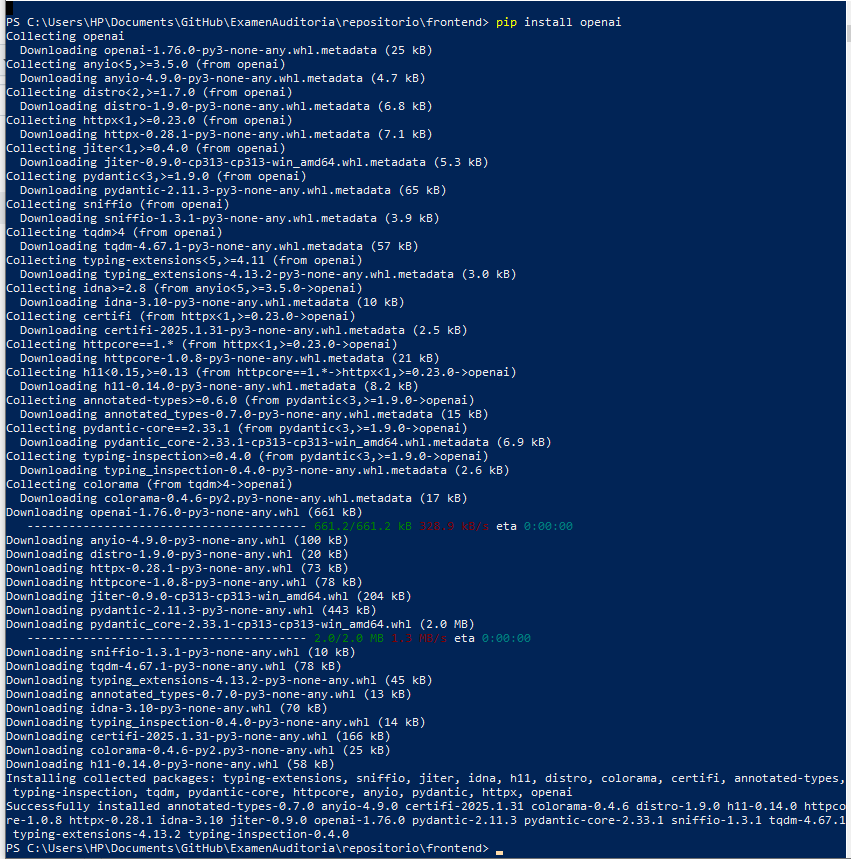 PS C:\Users\HP\Documents\GitHub\ExamenAuditoria\repositorio\frontend> pip install openai
Collecting openai
  Downloading openai-1.76.0-py3-none-any.whl.metadata (25 kB)
Collecting anyio<5,>=3.5.0 (from openai)
  Downloading anyio-4.9.0-py3-none-any.whl.metadata (4.7 kB)
Collecting distro<2,>=1.7.0 (from openai)
  Downloading distro-1.9.0-py3-none-any.whl.metadata (6.8 kB)
Collecting httpx<1,>=0.23.0 (from openai)
  Downloading httpx-0.28.1-py3-none-any.whl.metadata (7.1 kB)
Collecting jiter<1,>=0.4.0 (from openai)
  Downloading jiter-0.9.0-cp313-cp313-win_amd64.whl.metadata (5.3 kB)
Collecting pydantic<3,>=1.9.0 (from openai)
  Downloading pydantic-2.11.3-py3-none-any.whl.metadata (65 kB)
Collecting sniffio (from openai)
  Downloading sniffio-1.3.1-py3-none-any.whl.metadata (3.9 kB)
Collecting tqdm>4 (from openai)
  Downloading tqdm-4.67.1-py3-none-any.whl.metadata (57 kB)
Collecting typing-extensions<5,>=4.11 (from openai)
  Downloading typing_extensions-4.13.2-py3-none-any.whl.metadata (3.0 kB)
Collecting idna>=2.8 (from anyio<5,>=3.5.0->openai)
  Downloading idna-3.10-py3-none-any.whl.metadata (10 kB)
Collecting certifi (from httpx<1,>=0.23.0->openai)
  Downloading certifi-2025.1.31-py3-none-any.whl.metadata (2.5 kB)
Collecting httpcore==1.* (from httpx<1,>=0.23.0->openai)
  Downloading httpcore-1.0.8-py3-none-any.whl.metadata (21 kB)
Collecting h11<0.15,>=0.13 (from httpcore==1.*->httpx<1,>=0.23.0->openai)
  Downloading h11-0.14.0-py3-none-any.whl.metadata (8.2 kB)
Collecting annotated-types>=0.6.0 (from pydantic<3,>=1.9.0->openai)
  Downloading annotated_types-0.7.0-py3-none-any.whl.metadata (15 kB)
Collecting pydantic-core==2.33.1 (from pydantic<3,>=1.9.0->openai)
  Downloading pydantic_core-2.33.1-cp313-cp313-win_amd64.whl.metadata (6.9 kB)
Collecting typing-inspection>=0.4.0 (from pydantic<3,>=1.9.0->openai)
  Downloading typing_inspection-0.4.0-py3-none-any.whl.metadata (2.6 kB)
Collecting colorama (from tqdm>4->openai)
  Downloading colorama-0.4.6-py2.py3-none-any.whl.metadata (17 kB)
Downloading openai-1.76.0-py3-none-any.whl (661 kB)
   ---------------------------------------- 661.2/661.2 kB 328.9 kB/s eta 0:00:00
Downloading anyio-4.9.0-py3-none-any.whl (100 kB)
Downloading distro-1.9.0-py3-none-any.whl (20 kB)
Downloading httpx-0.28.1-py3-none-any.whl (73 kB)
Downloading httpcore-1.0.8-py3-none-any.whl (78 kB)
Downloading jiter-0.9.0-cp313-cp313-win_amd64.whl (204 kB)
Downloading pydantic-2.11.3-py3-none-any.whl (443 kB)
Downloading pydantic_core-2.33.1-cp313-cp313-win_amd64.whl (2.0 MB)
   ---------------------------------------- 2.0/2.0 MB 1.3 MB/s eta 0:00:00
Downloading sniffio-1.3.1-py3-none-any.whl (10 kB)
Downloading tqdm-4.67.1-py3-none-any.whl (78 kB)
Downloading typing_extensions-4.13.2-py3-none-any.whl (45 kB)
Downloading annotated_types-0.7.0-py3-none-any.whl (13 kB)
Downloading idna-3.10-py3-none-any.whl (70 kB)
Downloading typing_inspection-0.4.0-py3-none-any.whl (14 kB)
Downloading certifi-2025.1.31-py3-none-any.whl (166 kB)
Downloading colorama-0.4.6-py2.py3-none-any.whl (25 kB)
Downloading h11-0.14.0-py3-none-any.whl (58 kB)
Installing collected packages: typing-extensions, sniffio, jiter, idna, h11, distro, colorama, certifi, annotated-types,
 typing-inspection, tqdm, pydantic-core, httpcore, anyio, pydantic, httpx, openai
Successfully installed annotated-types-0.7.0 anyio-4.9.0 certifi-2025.1.31 colorama-0.4.6 distro-1.9.0 h11-0.14.0 httpco
re-1.0.8 httpx-0.28.1 idna-3.10 jiter-0.9.0 openai-1.76.0 pydantic-2.11.3 pydantic-core-2.33.1 sniffio-1.3.1 tqdm-4.67.1
 typing-extensions-4.13.2 typing-inspection-0.4.0
PS C:\Users\HP\Documents\GitHub\ExamenAuditoria\repositorio\frontend>